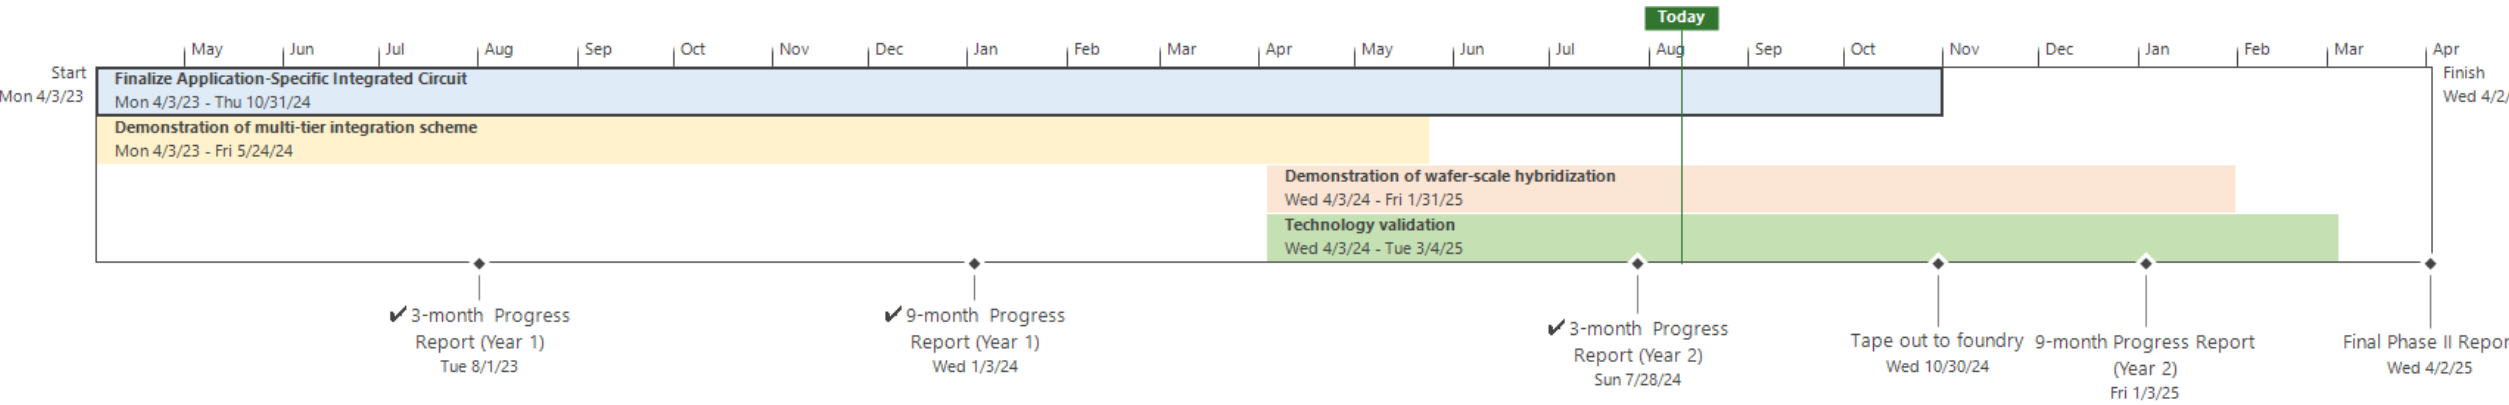 Today
May Jun Jul Aug Sep Oct Nov Dec Jan Feb Mar Apr May Jun Jul Aug Sep Oct Nov Dec Jan Feb Mar Apr
Start
Mon 4/3/23
Finalize Application-Specific Integrated Circuit
Mon 4/3/23 - Thu 10/31/24
Finish
Wed 4/2/
Demonstration of multi-tier integration scheme
Mon 4/3/23 - Fri 5/24/24
Demonstration of wafer-scale hybridization
Wed 4/3/24 - Fri 1/31/25
Technology validation
Wed 4/3/24 - Tue 3/4/25
✔ 3-month Progress
Report (Year 1)
Tue 8/1/23
✔ 9-month Progress
Report (Year 1)
Wed 1/3/24
✔ 3-month Progress
Report (Year 2)
Sun 7/28/24
Tape out to foundry
Wed 10/30/24
9-month Progress Report
(Year 2)
Fri 1/3/25
Final Phase II Repor
Wed 4/2/25